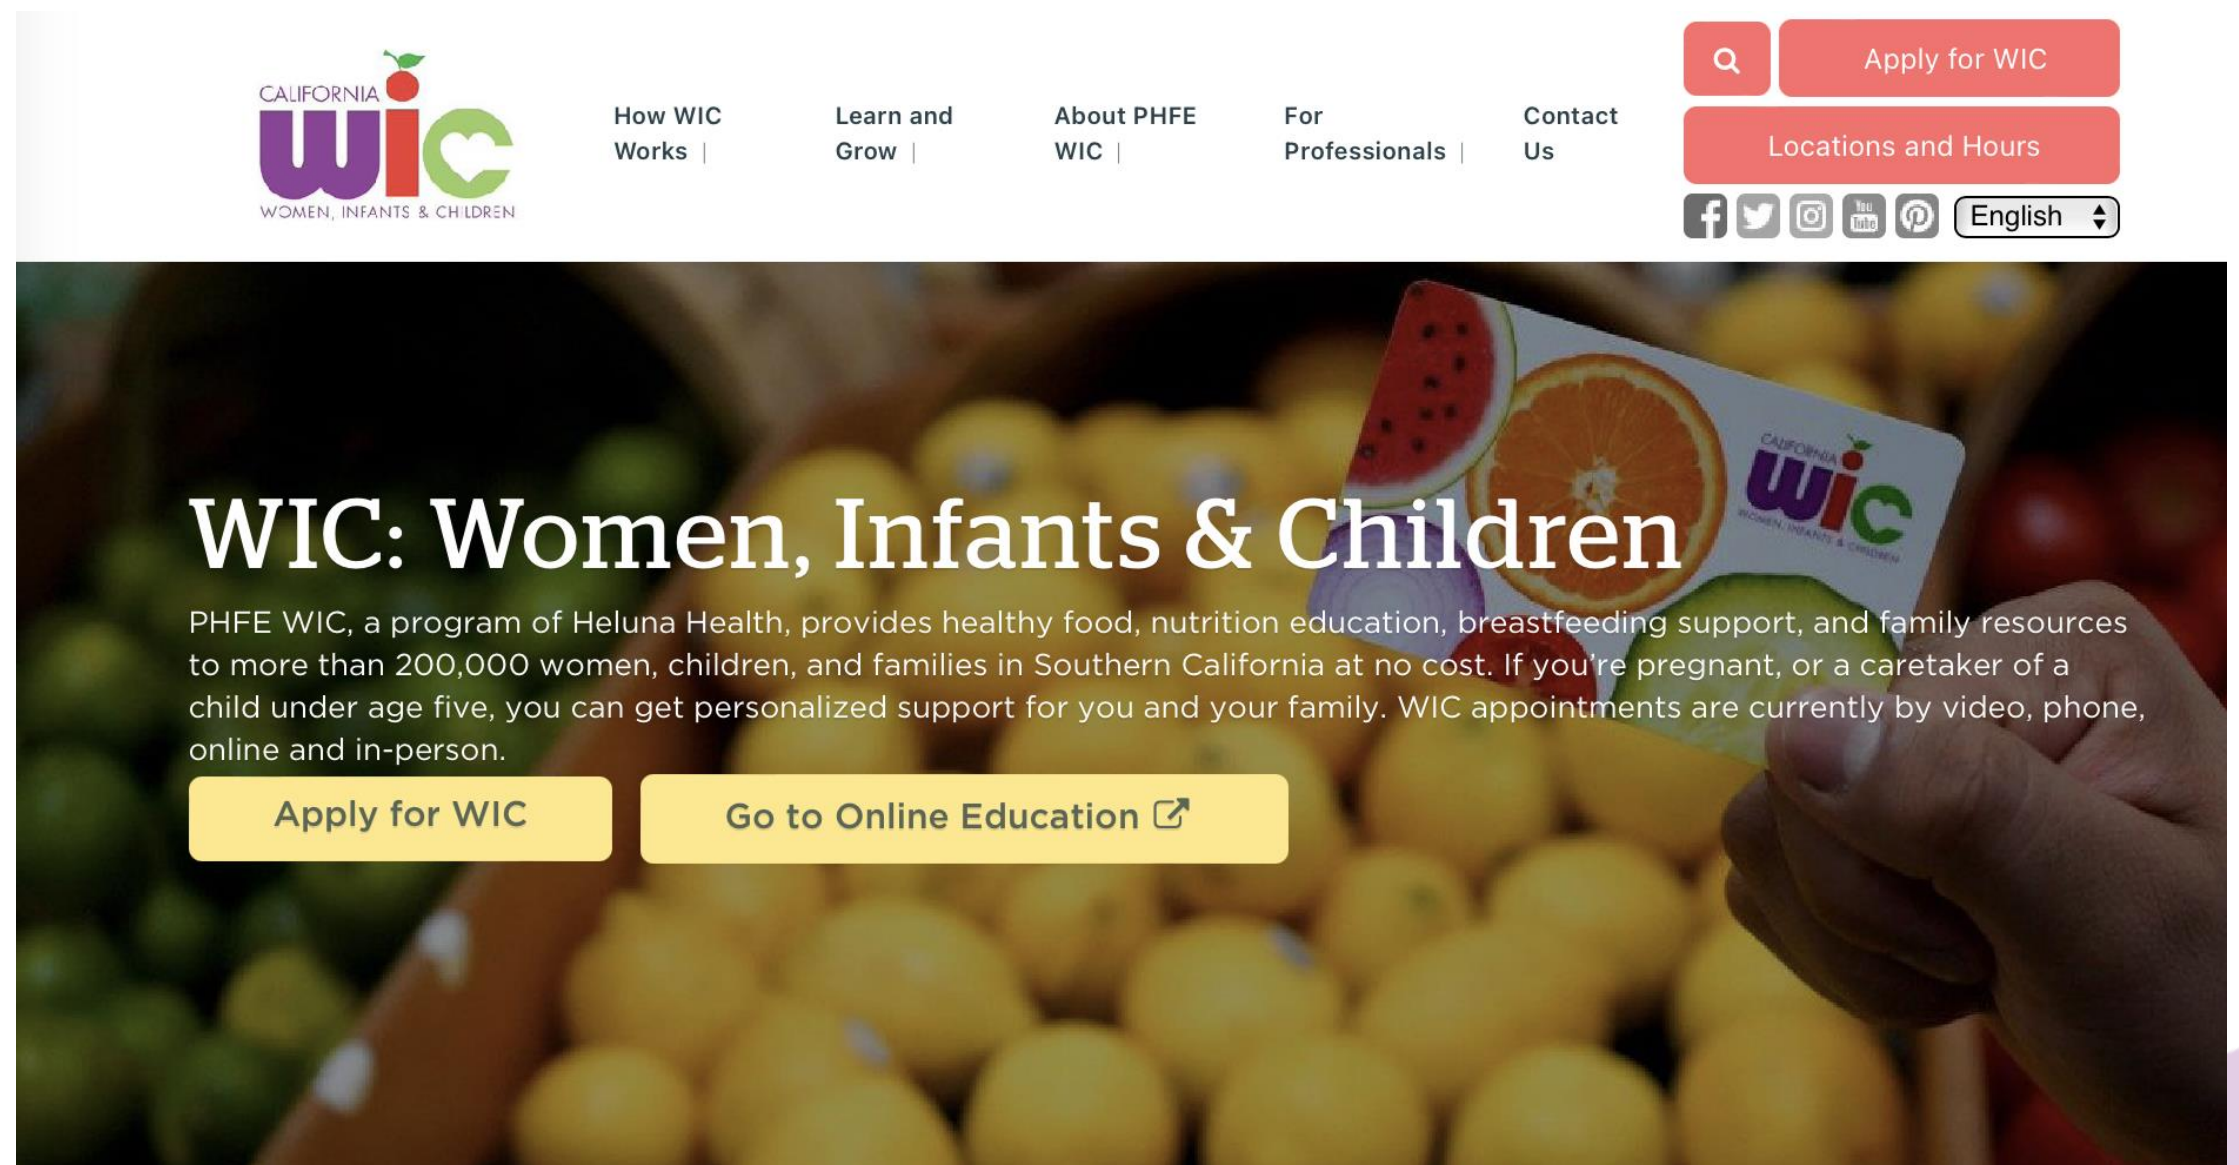 CALIFORNIA
wic
WOMEN, INFANTS & CHILDREN
How WIC
Works |
Learn and
Grow |
About PHFE
WIC |
For
Professionals |
Contact
Us
Apply for WIC
Locations and Hours
You
Tube
English
CALIFORNIA
wic
WOMEN, INFANTS & CHILDREN
WIC: Women, Infants & Children
PHFE WIC, a program of Heluna Health, provides healthy food, nutrition education, breastfeeding support, and family resources
to more than 200,000 women, children, and families in Southern California at no cost. If you're pregnant, or a caretaker of a
child under age five, you can get personalized support for you and your family. WIC appointments are currently by video, phone,
online and in-person.
Apply for WIC
Go to Online Education